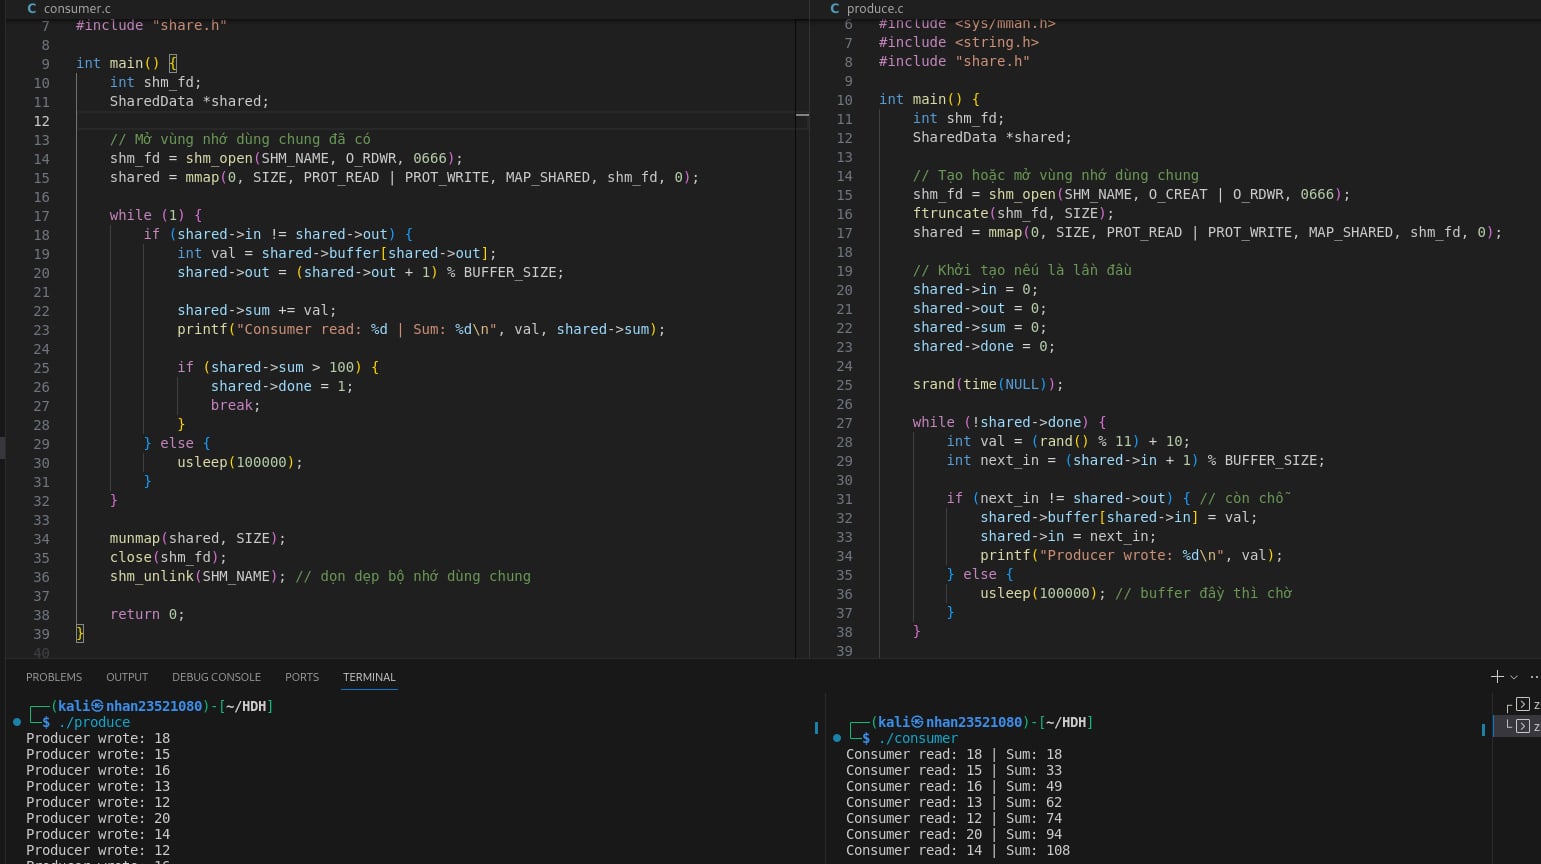 consumer.c
7 #include "share.h"
8
9 int main() {
10 int shm_fd;
11 SharedData *shared;
12
13 // Mở vùng nhớ dùng chung đã có
14 shm_fd = shm_open(SHM_NAME, O_RDWR, 0666);
15 shared = mmap(0, SIZE, PROT_READ | PROT_WRITE, MAP_SHARED, shm_fd, 0);
16
17 while (1) {
18 if (shared->in != shared->out) {
19 int val = shared->buffer[shared->out];
20 shared->out = (shared->out + 1) % BUFFER_SIZE;
21
22 shared->sum += val;
23 printf("Consumer read: %d | Sum: %d\n", val, shared->sum);
24
25 if (shared->sum > 100) {
26 shared->done = 1;
27 break;
28 }
29 } else {
30 usleep(100000);
31 }
32 }
33
34 munmap(shared, SIZE);
35 close(shm_fd);
36 shm_unlink(SHM_NAME); // dọn dẹp bộ nhớ dùng chung
37
38 return 0;
39 }
40
produce.c
6 #include <sys/mman.h>
7 #include <string.h>
8 #include "share.h"
9
10 int main() {
11 int shm_fd;
12 SharedData *shared;
13
14 // Tạo hoặc mở vùng nhớ dùng chung
15 shm_fd = shm_open(SHM_NAME, O_CREAT | O_RDWR, 0666);
16 ftruncate(shm_fd, SIZE);
17 shared = mmap(0, SIZE, PROT_READ | PROT_WRITE, MAP_SHARED, shm_fd, 0);
18
19 // Khởi tạo nếu là lần đầu
20 shared->in = 0;
21 shared->out = 0;
22 shared->sum = 0;
23 shared->done = 0;
24
25 srand(time(NULL));
26
27 while (!shared->done) {
28 int val = (rand() % 11) + 10;
29 int next_in = (shared->in + 1) % BUFFER_SIZE;
30
31 if (next_in != shared->out) { // còn chỗ
32 shared->buffer[shared->in] = val;
33 shared->in = next_in;
34 printf("Producer wrote: %d\n", val);
35 } else {
36 usleep(100000); // buffer đầy thì chờ
37 }
38 }
39
PROBLEMS OUTPUT DEBUG CONSOLE PORTS TERMINAL
(kali㉿nhan23521080)-[~/HDH]
$ ./produce
Producer wrote: 18
Producer wrote: 15
Producer wrote: 16
Producer wrote: 13
Producer wrote: 12
Producer wrote: 20
Producer wrote: 14
Producer wrote: 12
(kali㉿nhan23521080)-[~/HDH]
$ ./consumer
Consumer read: 18 | Sum: 18
Consumer read: 15 | Sum: 33
Consumer read: 16 | Sum: 49
Consumer read: 13 | Sum: 62
Consumer read: 12 | Sum: 74
Consumer read: 20 | Sum: 94
Consumer read: 14 | Sum: 108
z
z